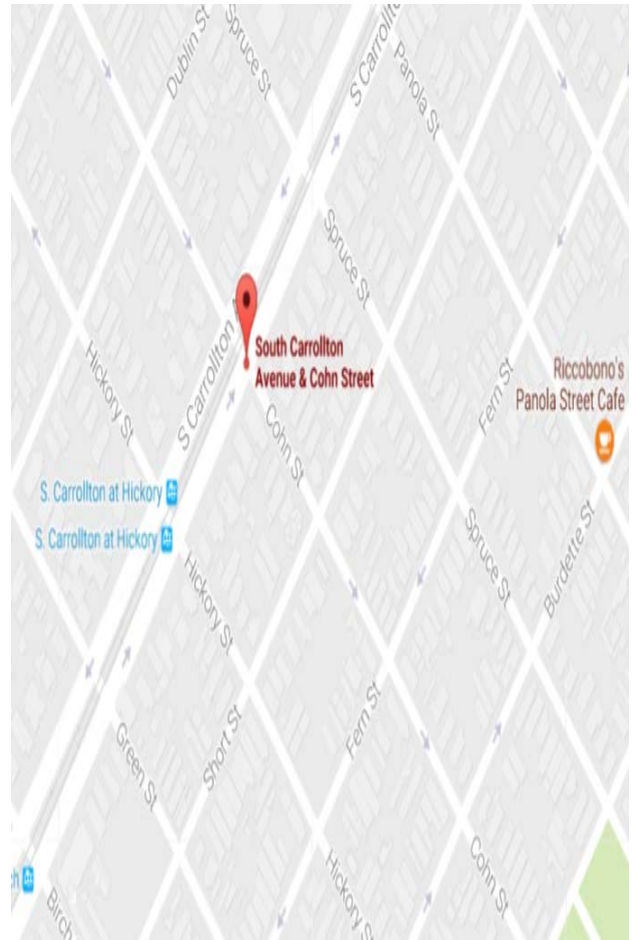 Dublin St
Spruce St
S Carrollt
Panola St
Spruce St
S Carrollton A
South Carrollton
Avenue & Cohn Street
Hickory St
Cohn St
Fern St
Riccobono's
Panola Street Cafe
S. Carrollton at Hickory
S. Carrollton at Hickory
Spruce St
Burdette St
Hickory St
Short St
Fern St
Green St
Cohn St
Hickory St
Birch